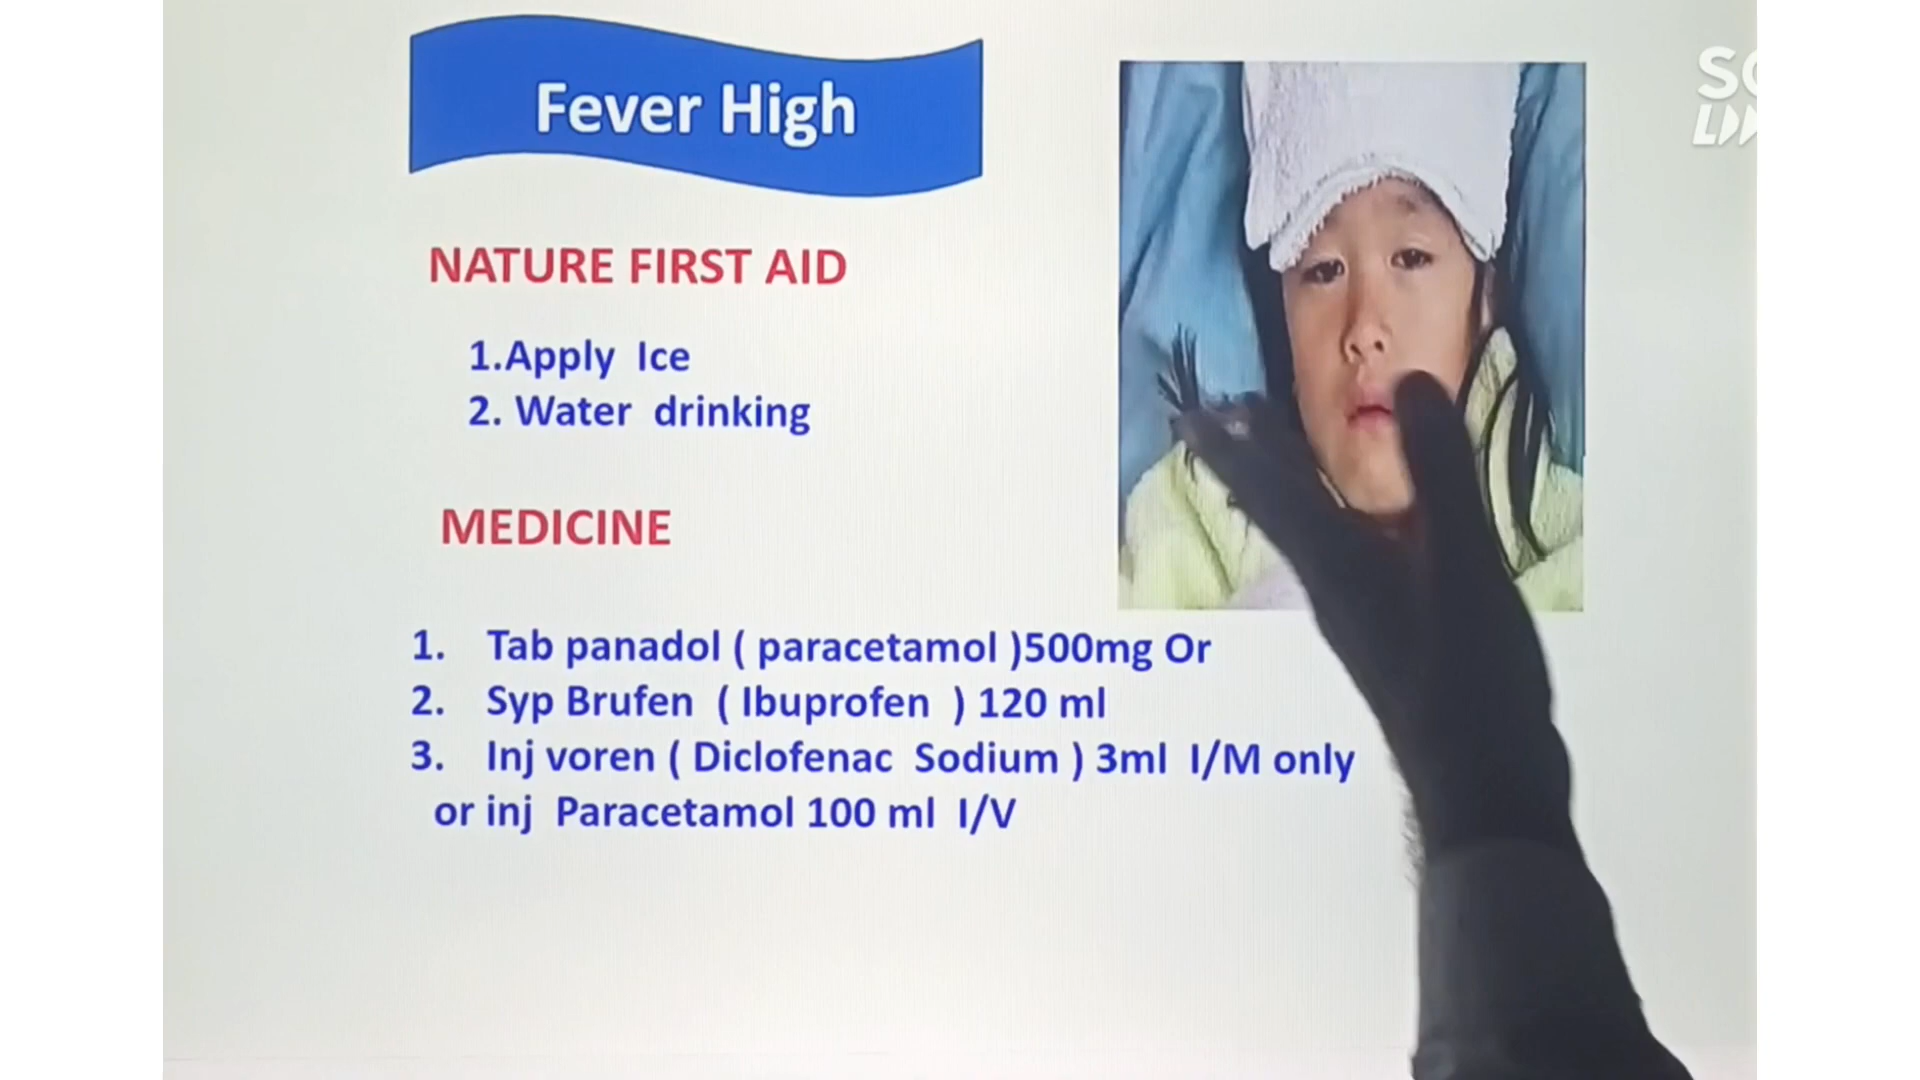 Fever High
NATURE FIRST AID
1.Apply Ice
2. Water drinking
MEDICINE
1. Tab panadol ( paracetamol )500mg Or
2. Syp Brufen ( Ibuprofen ) 120 ml
3. Inj voren ( Diclofenac Sodium ) 3ml I/M only
or inj Paracetamol 100 ml I/V